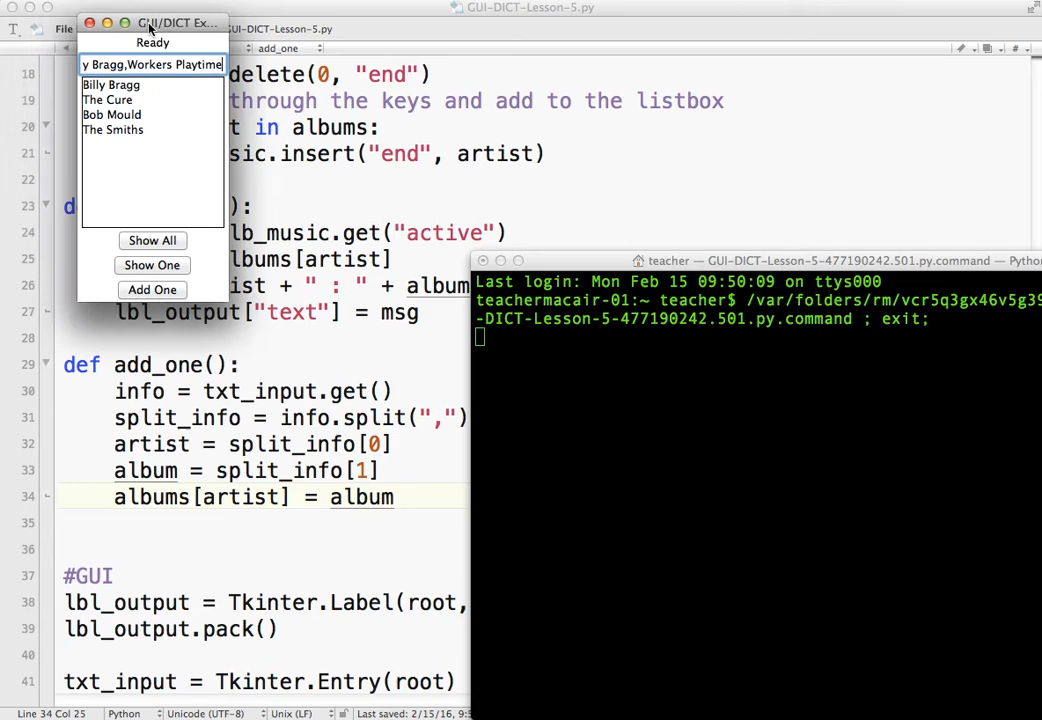 GUI-DICT-Lesson-5.py
File
GUI-DICT-Lesson-5.py
add_one
GUI/DICT Ex...
Ready
y Bragg,Workers Playtime
Billy Bragg
The Cure
Bob Mould
The Smiths
Show All
Show One
Add One
18 delete(0, "end")
19 through the keys and add to the listbox
20 t in albums:
21 sic.insert("end", artist)
22
23 d ):
24 lb_music.get("active")
25 lbums[artist]
26 ist + " : " + album
27 lbl_output["text"] = msg
28
29 def add_one():
30 info = txt_input.get()
31 split_info = info.split(",")
32 artist = split_info[0]
33 album = split_info[1]
34 albums[artist] = album
35
36
37 #GUI
38 lbl_output = Tkinter.Label(root,
39 lbl_output.pack()
40
41 txt_input = Tkinter.Entry(root)
teacher — GUI-DICT-Lesson-5-477190242.501.py.command — Pytho
Last login: Mon Feb 15 09:50:09 on ttys000
teachermacair-01:~ teacher$ /var/folders/rm/vcr5q3gx46v5g39
-DICT-Lesson-5-477190242.501.py.command ; exit;
Line 34 Col 25 Python Unicode (UTF-8) Unix (LF) Last saved: 2/15/16, 9:5